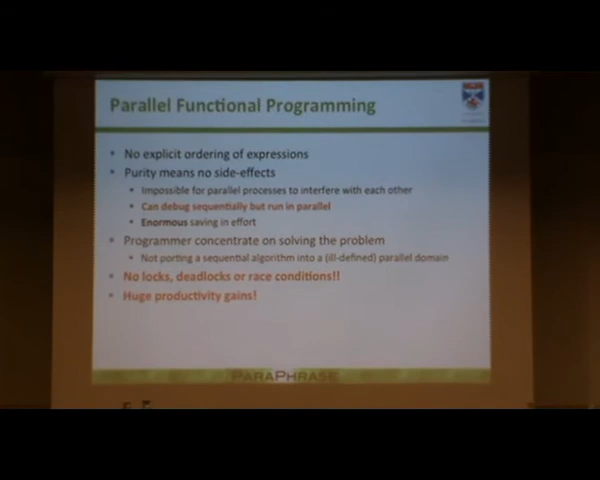 Parallel Functional Programming
No explicit ordering of expressions
Purity means no side-effects
Impossible for parallel processes to interfere with each other
Can debug sequentially but run in parallel
Enormous saving in effort
Programmer concentrate on solving the problem
Not porting a sequential algorithm into a (ill-defined) parallel domain
No locks, deadlocks or race conditions!!
Huge productivity gains!
PARAPHRASE